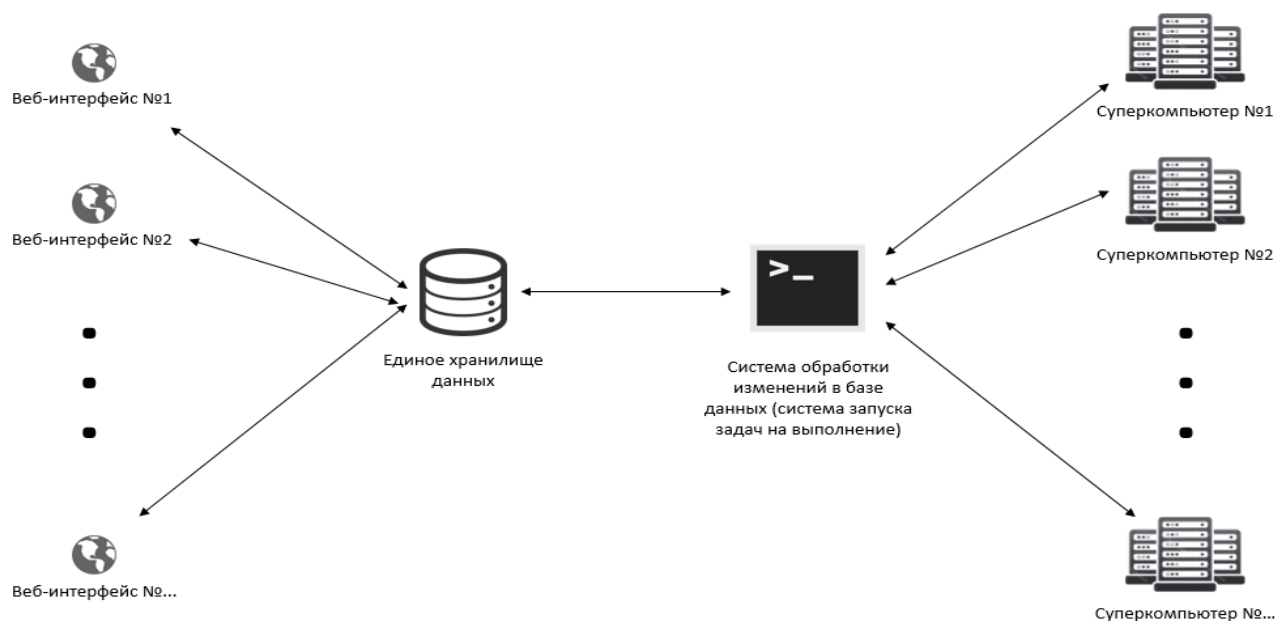 Веб-интерфейс №1
Веб-интерфейс №2
Веб-интерфейс №...
Единое хранилище
данных
>_
Система обработки
изменений в базе
данных (система запуска
задач на выполнение)
Суперкомпьютер №1
Суперкомпьютер №2
Суперкомпьютер №...